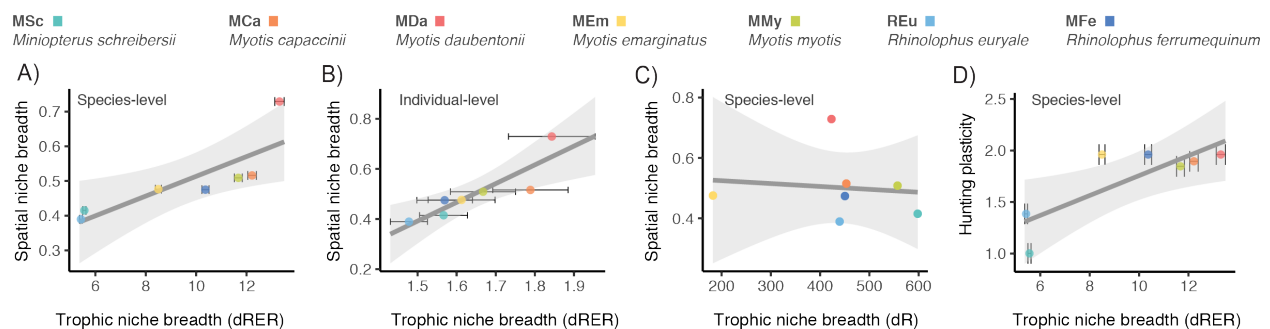 MSc MCa MDa MEm MMy REu MFe
Miniopterus schreibersii Myotis capaccinii Myotis daubentonii Myotis emarginatus Myotis myotis Rhinolophus euryale Rhinolophus ferrumequinum
A)
Species-level
Spatial niche breadth
0.7
0.6
0.5
0.4
0.3
6 8 10 12
Trophic niche breadth (dRER)
B)
Individual-level
Spatial niche breadth
0.8
0.6
0.4
0.2
1.5 1.6 1.7 1.8 1.9
Trophic niche breadth (dRER)
C)
Species-level
Spatial niche breadth
0.8
0.6
0.4
200 300 400 500 600
Trophic niche breadth (dR)
D)
Species-level
Hunting plasticity
2.5
2.0
1.5
1.0
6 8 10 12
Trophic niche breadth (dRER)